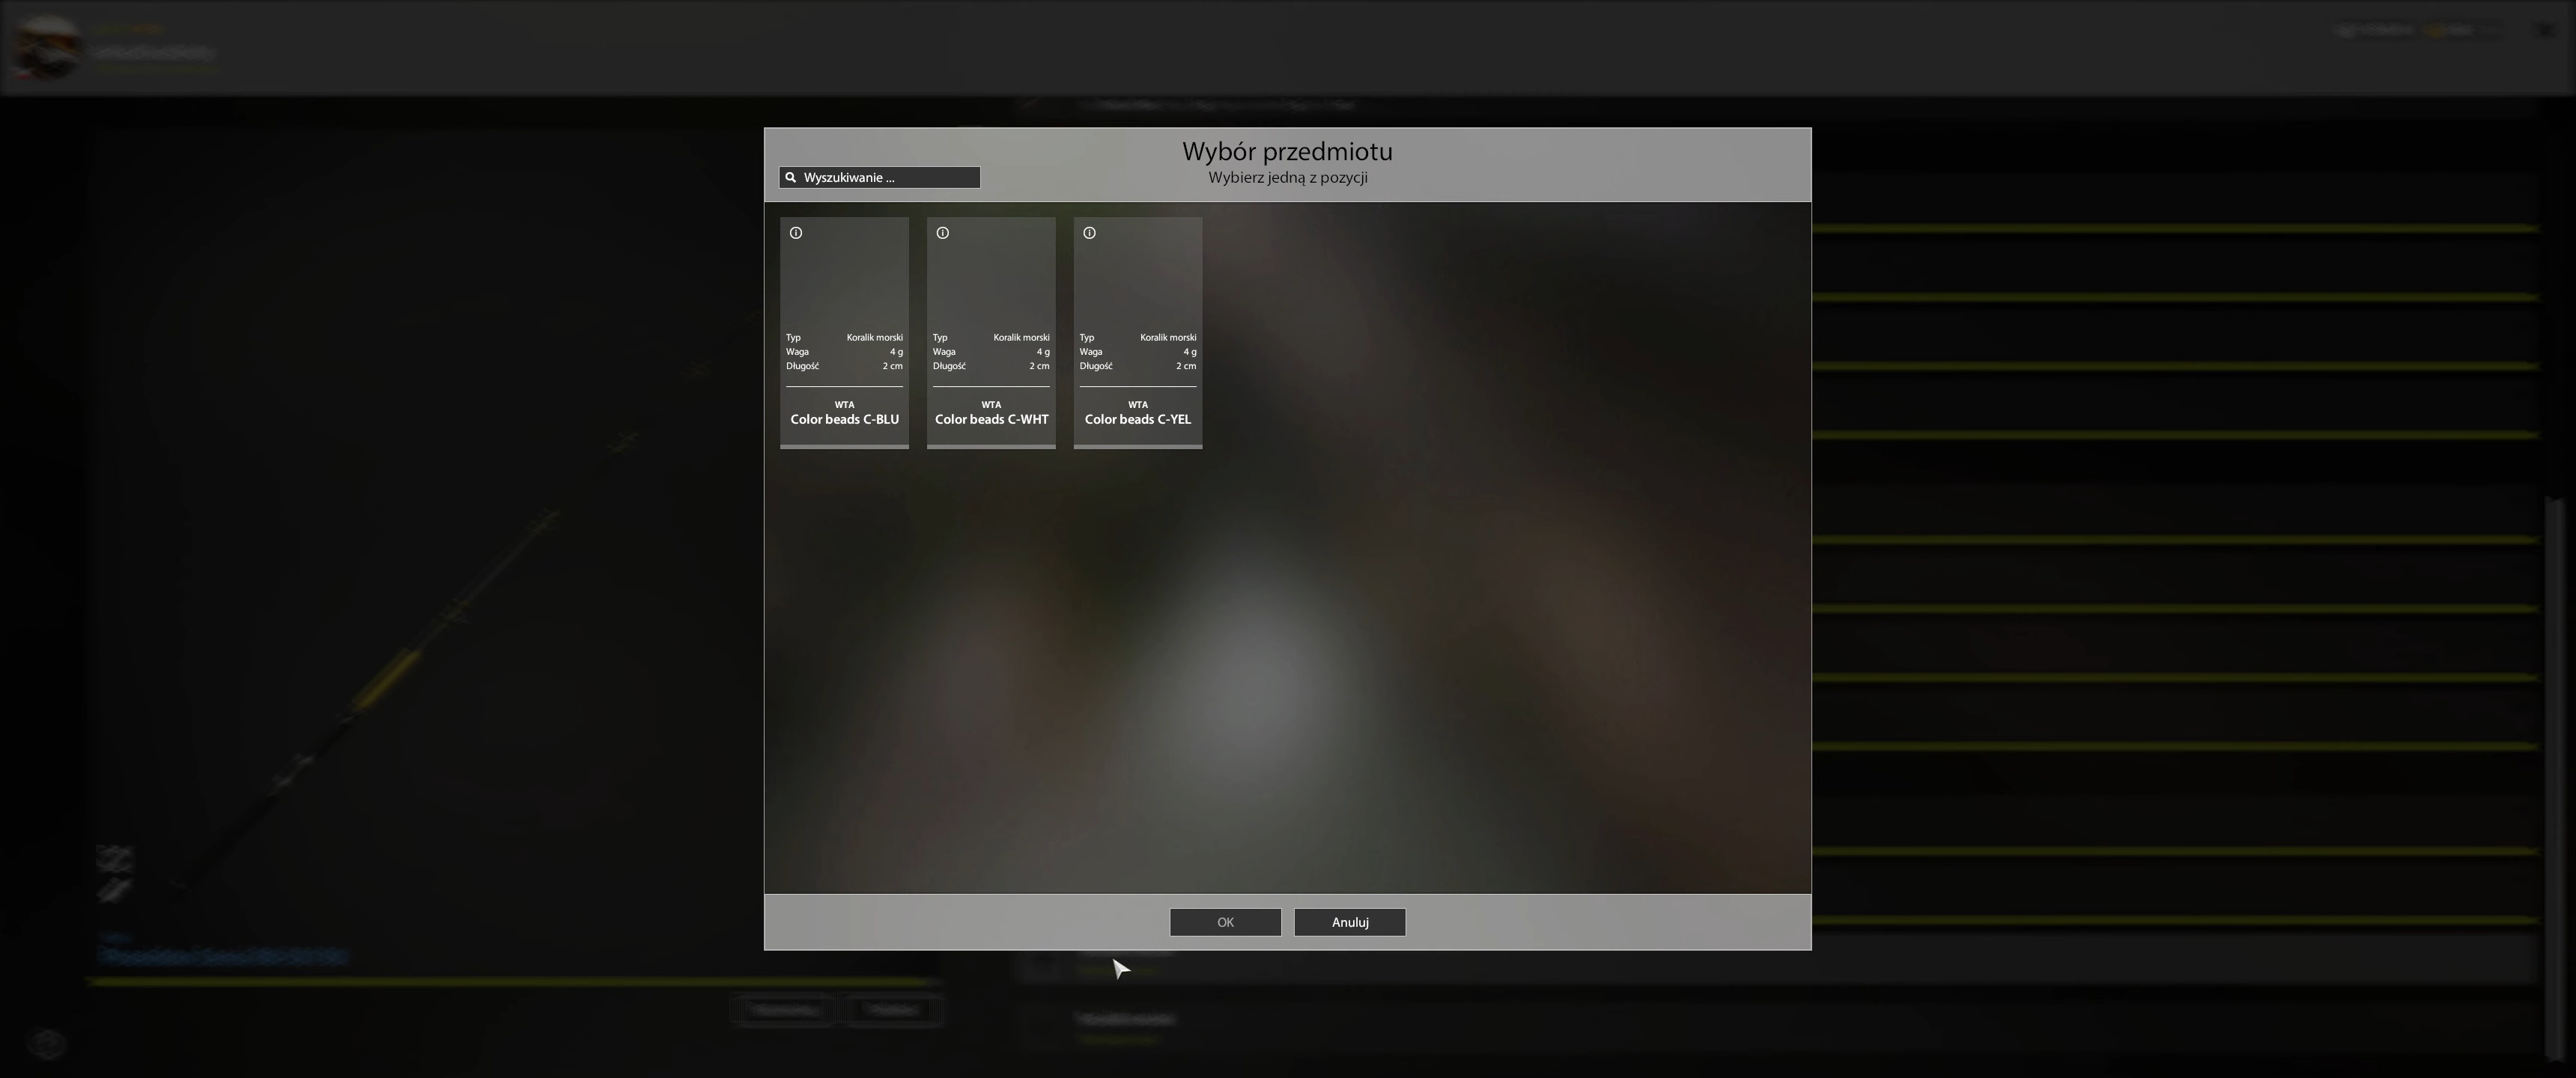 Wybór przedmiotu
Wybierz jedną z pozycji
Wyszukiwanie ...
Typ Koralik morski
Waga 4 g
Długość 2 cm
WTA
Color beads C-BLU
Typ Koralik morski
Waga 4 g
Długość 2 cm
WTA
Color beads C-WHT
Typ Koralik morski
Waga 4 g
Długość 2 cm
WTA
Color beads C-YEL
OK
Anuluj